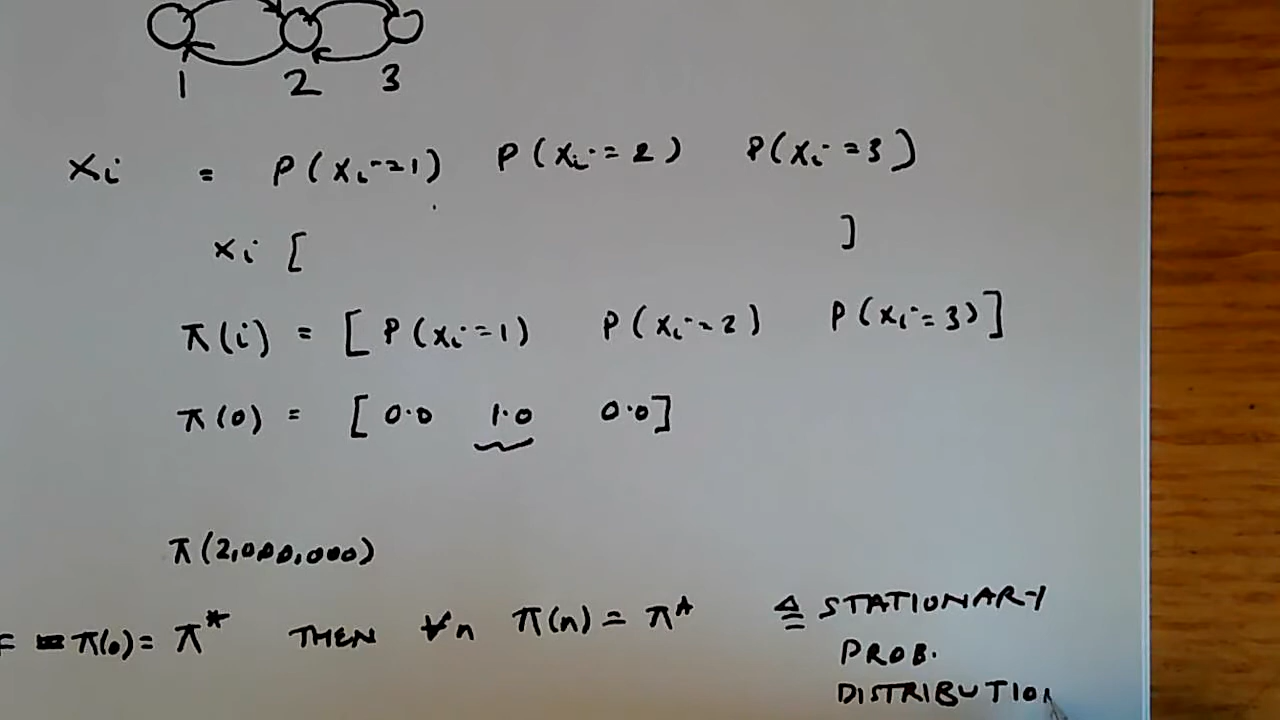 1 2 3
Xi = P(Xi=1) P(Xi=2) P(Xi=3)
Xi [ ]
π(i) = [P(Xi=1) P(Xi=2) P(Xi=3)]
π(0) = [0.0 1.0 0.0]
π(2,000,000)
π(0) = π* THEN ∀n π(n) = π* ≜ STATIONARY
PROB.
DISTRIBUTION